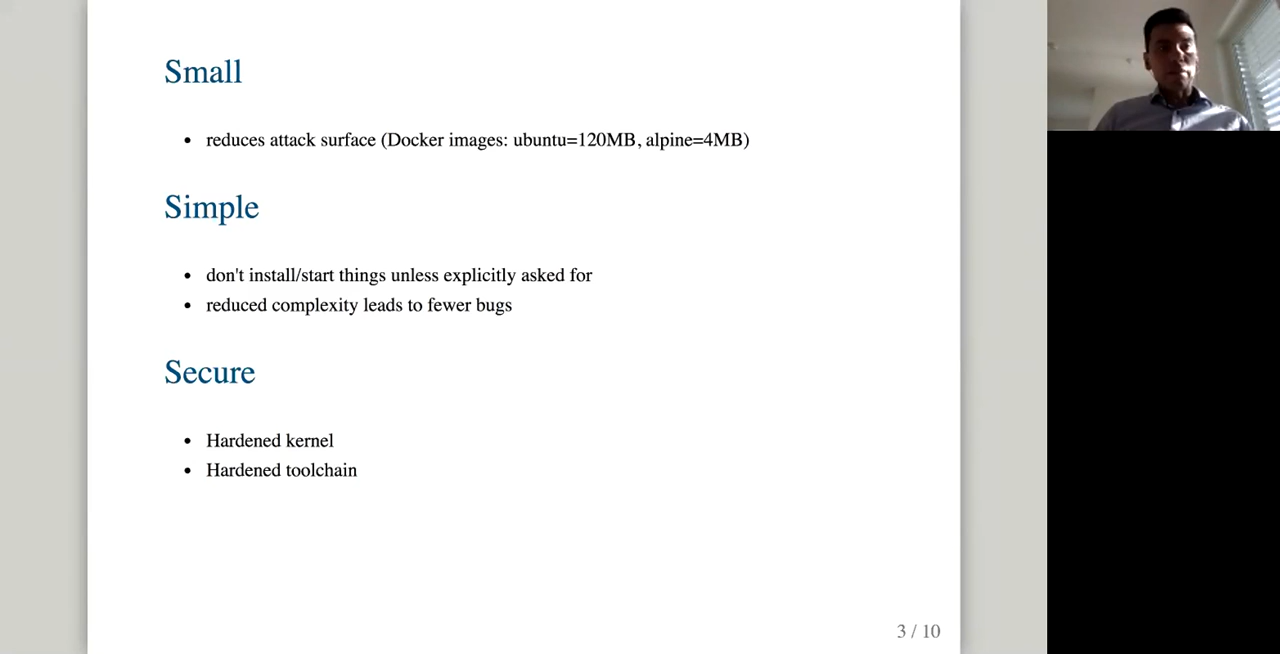 Small
• reduces attack surface (Docker images: ubuntu=120MB, alpine=4MB)
Simple
• don't install/start things unless explicitly asked for
• reduced complexity leads to fewer bugs
Secure
• Hardened kernel
• Hardened toolchain
3 / 10